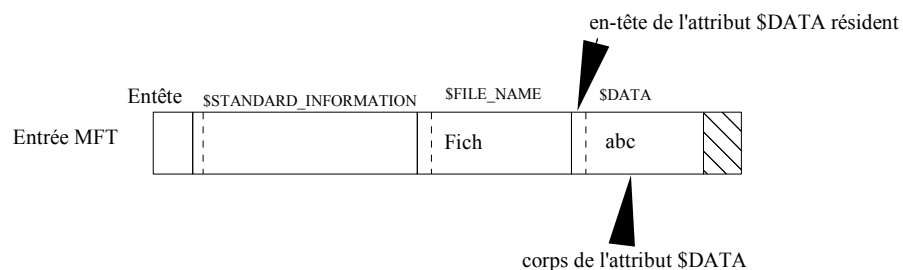 en-tête de l'attribut $DATA résident
Entête
$STANDARD_INFORMATION
$FILE_NAME
$DATA
Entrée MFT
Fich
abc
corps de l'attribut $DATA